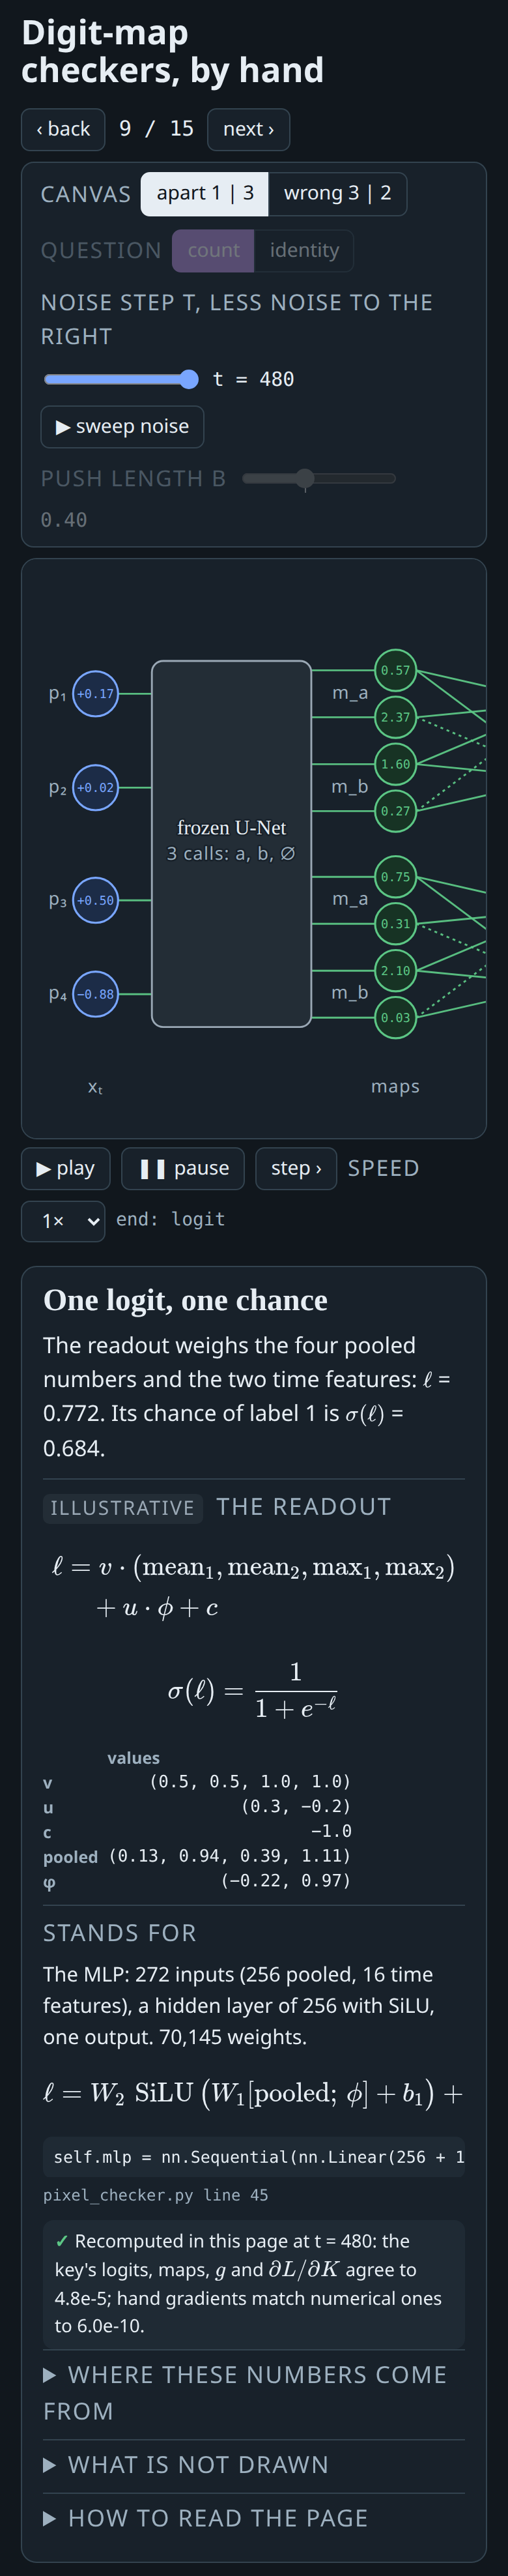 Digit-map
checkers, by hand
‹ back 9 / 15 next ›
CANVAS apart 1 | 3 wrong 3 | 2
QUESTION count identity
NOISE STEP T, LESS NOISE TO THE
RIGHT
t = 480
▶ sweep noise
PUSH LENGTH B
0.40
p₁ +0.17
p₂ +0.02
p₃ +0.50
p₄ −0.88
xₜ
frozen U-Net
3 calls: a, b, ∅
m_a
0.57
2.37
m_b
1.60
0.27
m_a
0.75
0.31
m_b
2.10
0.03
maps
▶ play ❚❚ pause step › SPEED
1× end: logit
One logit, one chance
The readout weighs the four pooled
numbers and the two time features: ℓ =
0.772. Its chance of label 1 is σ(ℓ) =
0.684.
ILLUSTRATIVE THE READOUT
ℓ = v · (mean₁, mean₂, max₁, max₂)
+ u · ϕ + c
σ(ℓ) = 1 / (1 + e^{−ℓ})
values
v (0.5, 0.5, 1.0, 1.0)
u (0.3, −0.2)
c −1.0
pooled (0.13, 0.94, 0.39, 1.11)
φ (−0.22, 0.97)
STANDS FOR
The MLP: 272 inputs (256 pooled, 16 time
features), a hidden layer of 256 with SiLU,
one output. 70,145 weights.
ℓ = W₂ SiLU (W₁[pooled; ϕ] + b₁) +
self.mlp = nn.Sequential(nn.Linear(256 + 1
pixel_checker.py line 45
✓ Recomputed in this page at t = 480: the
key's logits, maps, g and ∂L/∂K agree to
4.8e-5; hand gradients match numerical ones
to 6.0e-10.
▶ WHERE THESE NUMBERS COME
FROM
▶ WHAT IS NOT DRAWN
▶ HOW TO READ THE PAGE